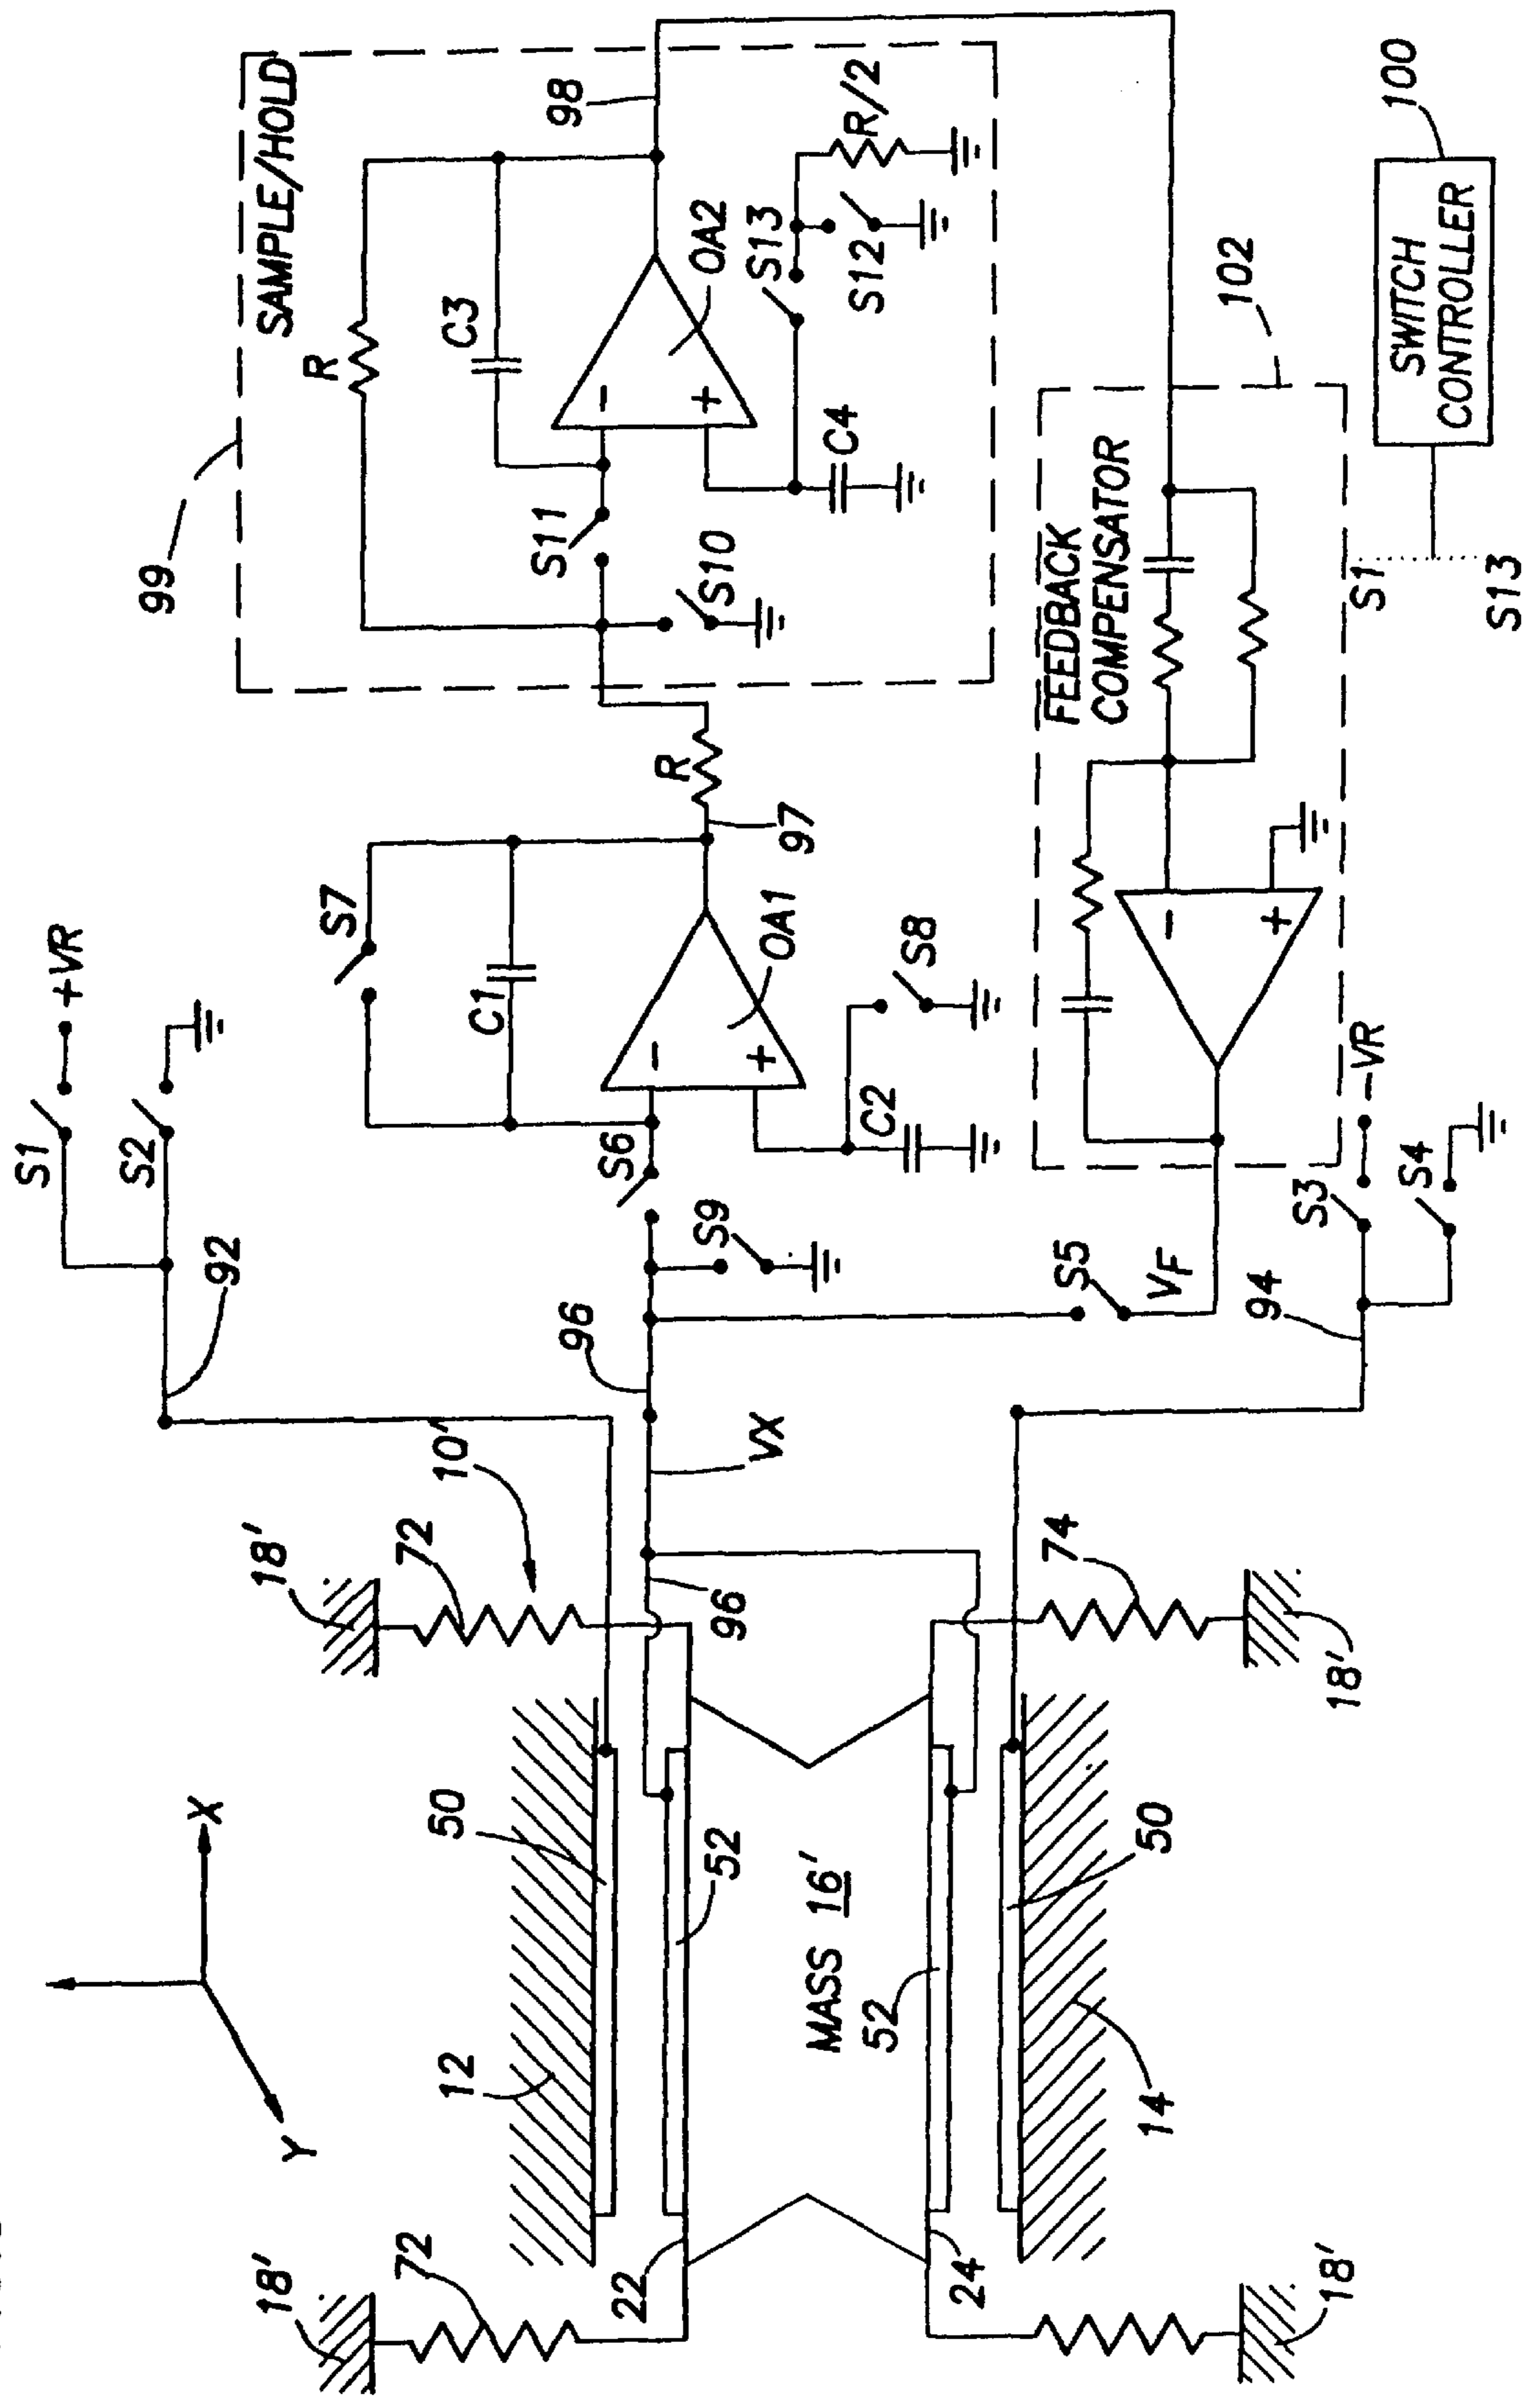 18'
72
22
Y
X
12
50
52
MASS 16'
52
24
50
14
18'
18'
72
10'
96
74
18'
92
VX
96
S1
+VR
S2
S9
S6
S7
C1
OA1
C2
S8
97
R
S5
VF
94
S3
-VR
S4
FEEDBACK
COMPENSATOR
102
99
SAMPLE/HOLD
R
C3
S11
S10
OA2
C4
S13
S12
R/2
98
S1
S13
SWITCH
CONTROLLER
100